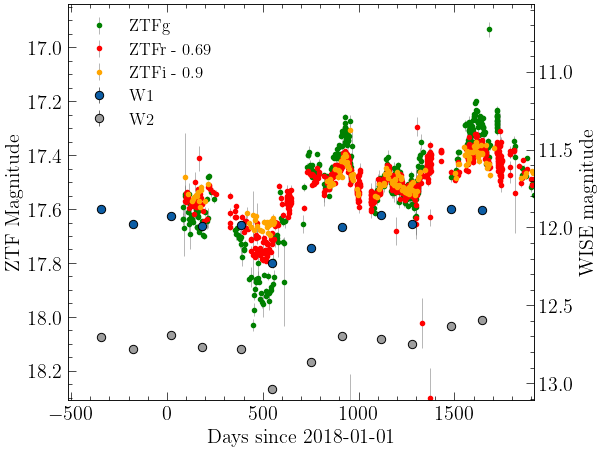 ZTFg
ZTFr - 0.69
ZTFi - 0.9
W1
W2
17.0
17.2
17.4
17.6
17.8
18.0
18.2
ZTF Magnitude
11.0
11.5
12.0
12.5
13.0
WISE magnitude
−500
0
500
1000
1500
Days since 2018-01-01